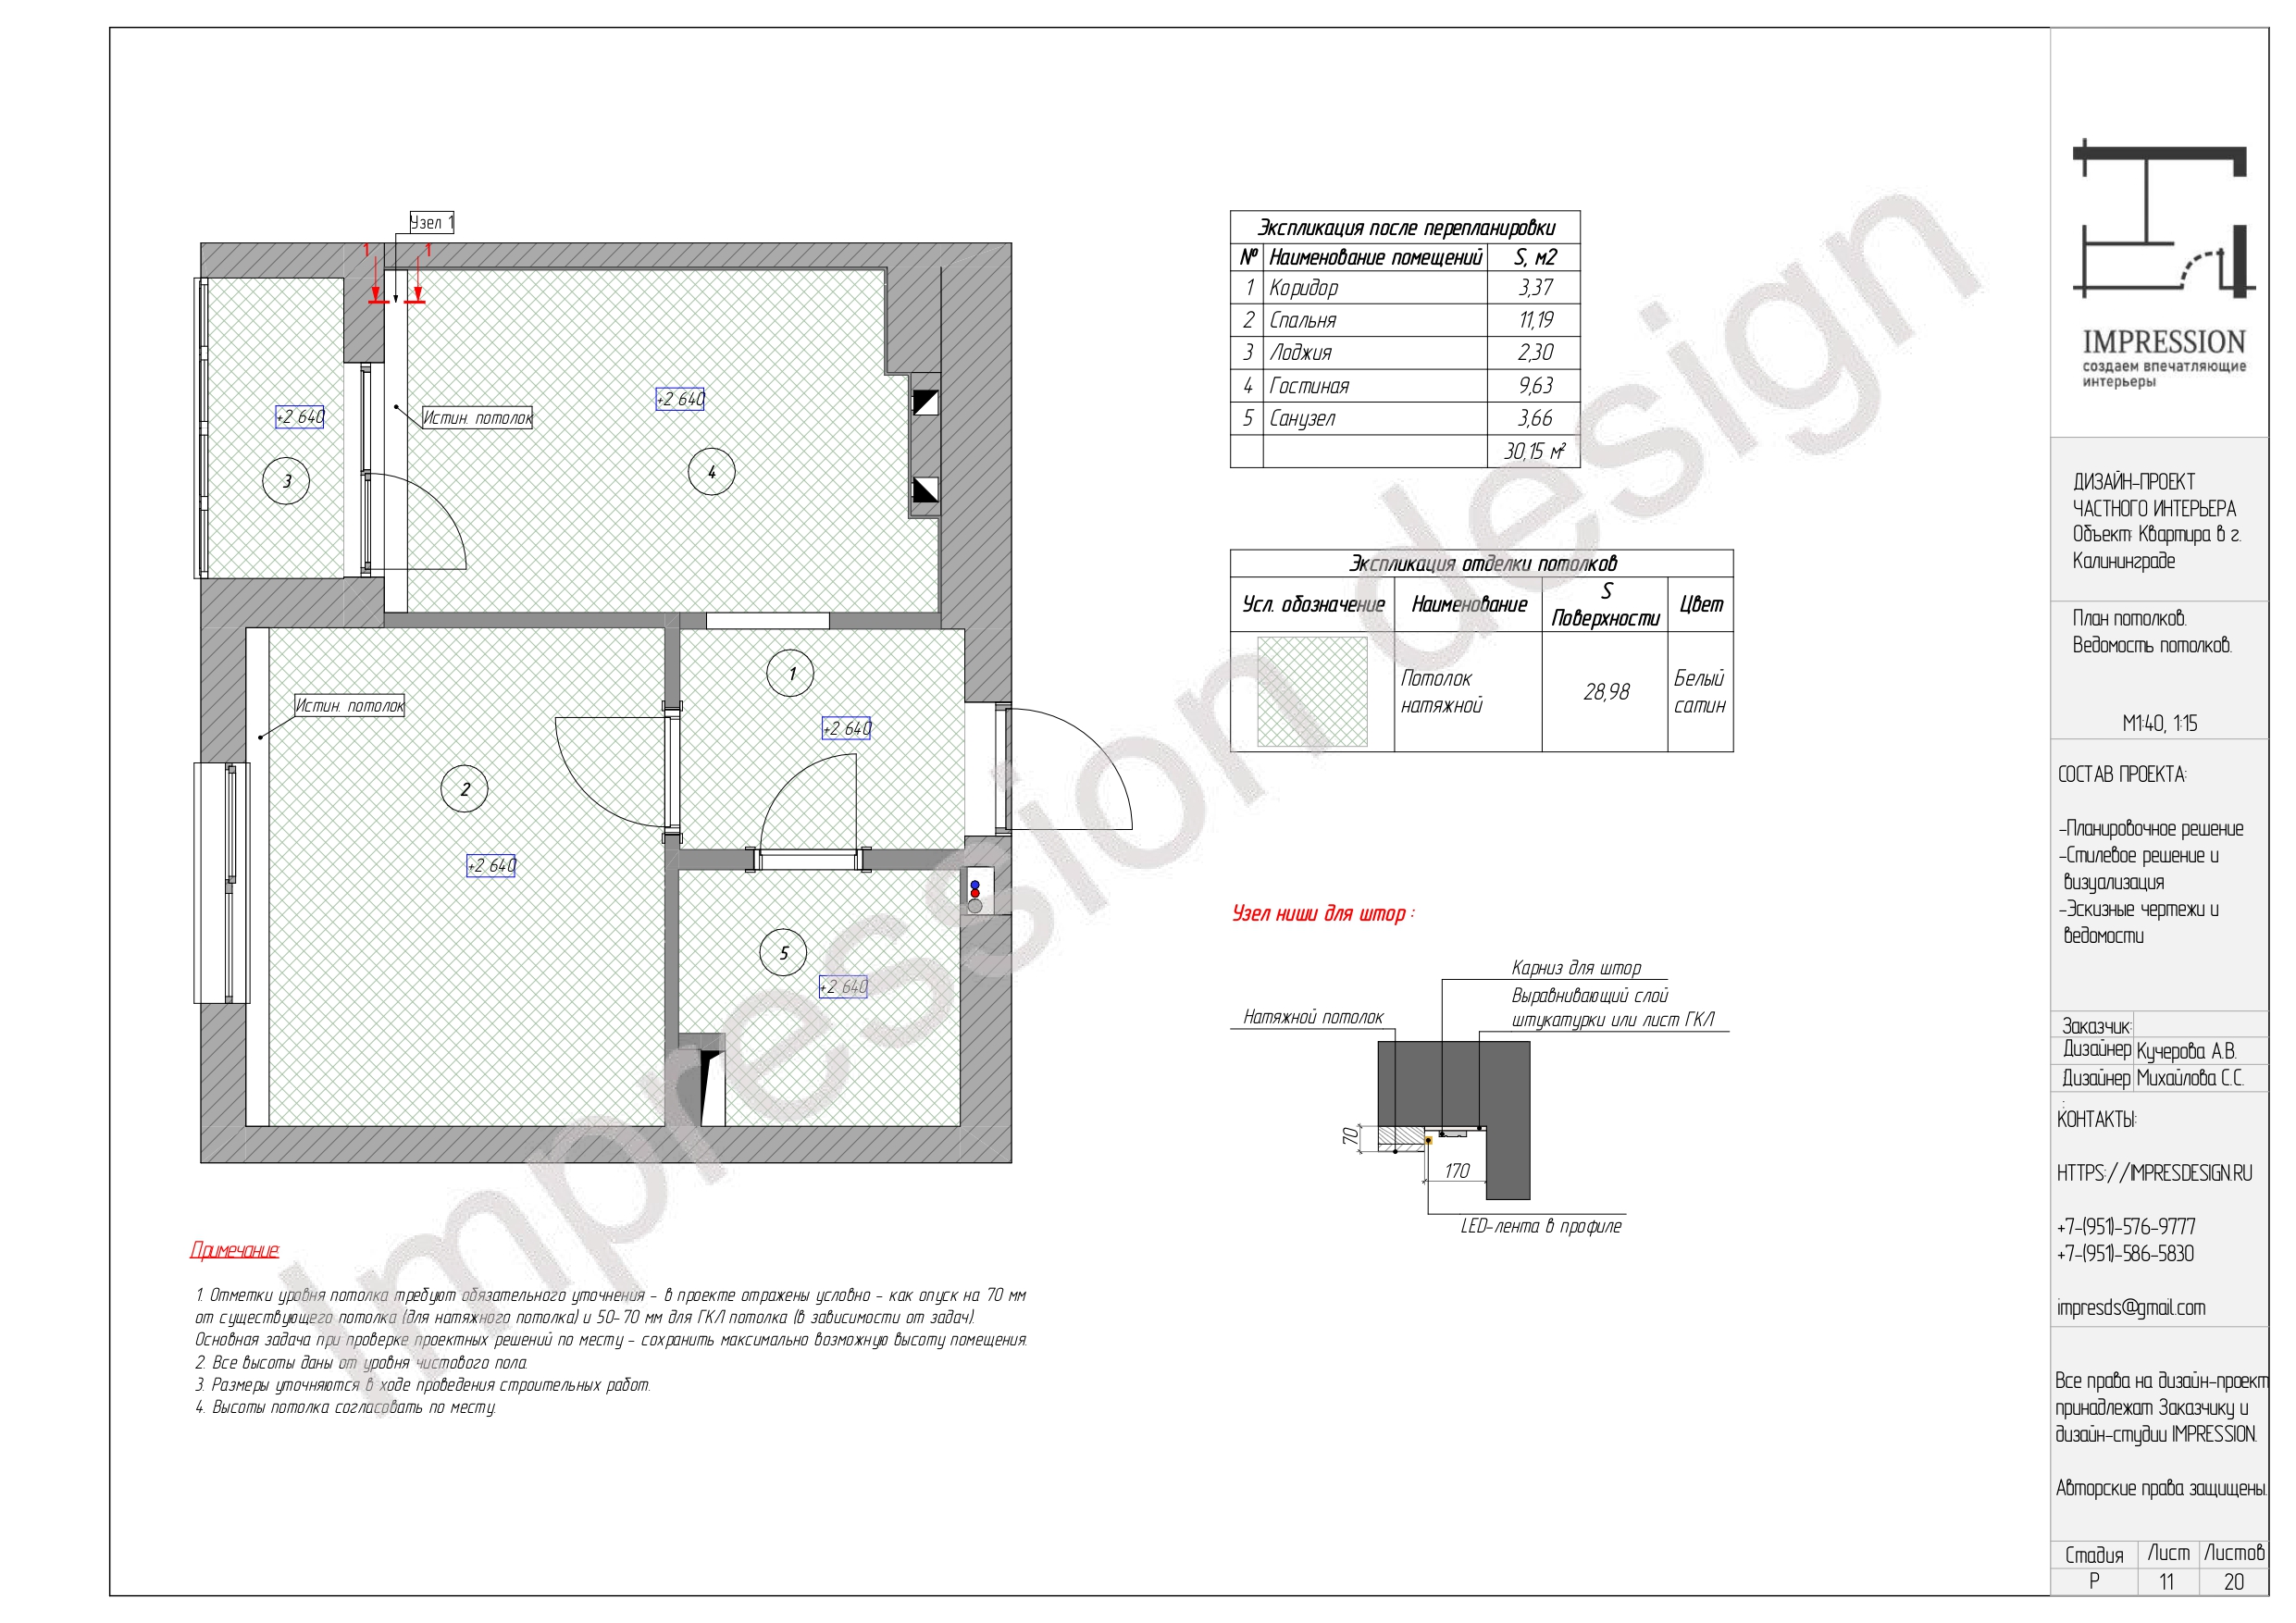 Узел 1
1 1
+2 640
Истин. потолок
+2 640
3
4
Истин. потолок
1
+2 640
2
+2 640
5
+2 640
Примечание:
1. Отметки уровня потолка требуют обязательного уточнения - в проекте отражены условно - как опуск на 70 мм
от существующего потолка (для натяжного потолка) и 50-70 мм для ГКЛ потолка (в зависимости от задач).
Основная задача при проверке проектных решений по месту - сохранить максимально возможную высоту помещения.
2. Все высоты даны от уровня чистового пола.
3. Размеры уточняются в ходе проведения строительных работ.
4. Высоты потолка согласовать по месту.
Экспликация после перепланировки
№ Наименование помещений S, м2
1 Коридор 3,37
2 Спальня 11,19
3 Лоджия 2,30
4 Гостиная 9,63
5 Санузел 3,66
30,15 м²
Экспликация отделки потолков
Усл. обозначение Наименование S Поверхности Цвет
Потолок натяжной 28,98 Белый сатин
Узел ниши для штор :
Карниз для штор
Выравнивающий слой
штукатурки или лист ГКЛ
Натяжной потолок
70
170
LED-лента в профиле
Impression design
IMPRESSION
создаем впечатляющие
интерьеры
ДИЗАЙН-ПРОЕКТ
ЧАСТНОГО ИНТЕРЬЕРА
Объект: Квартира в г.
Калининграде
План потолков.
Ведомость потолков.
М1:40, 1:15
СОСТАВ ПРОЕКТА:
-Планировочное решение
-Стилевое решение и
визуализация
-Эскизные чертежи и
ведомости
Заказчик:
Дизайнер Кучерова А.В.
Дизайнер Михайлова С.С.
:
КОНТАКТЫ:
HTTPS://IMPRESDESIGN.RU
+7-(951)-576-9777
+7-(951)-586-5830
impresds@gmail.com
Все права на дизайн-проект
принадлежат Заказчику и
дизайн-студии IMPRESSION.
Авторские права защищены.
Стадия Лист Листов
Р 11 20